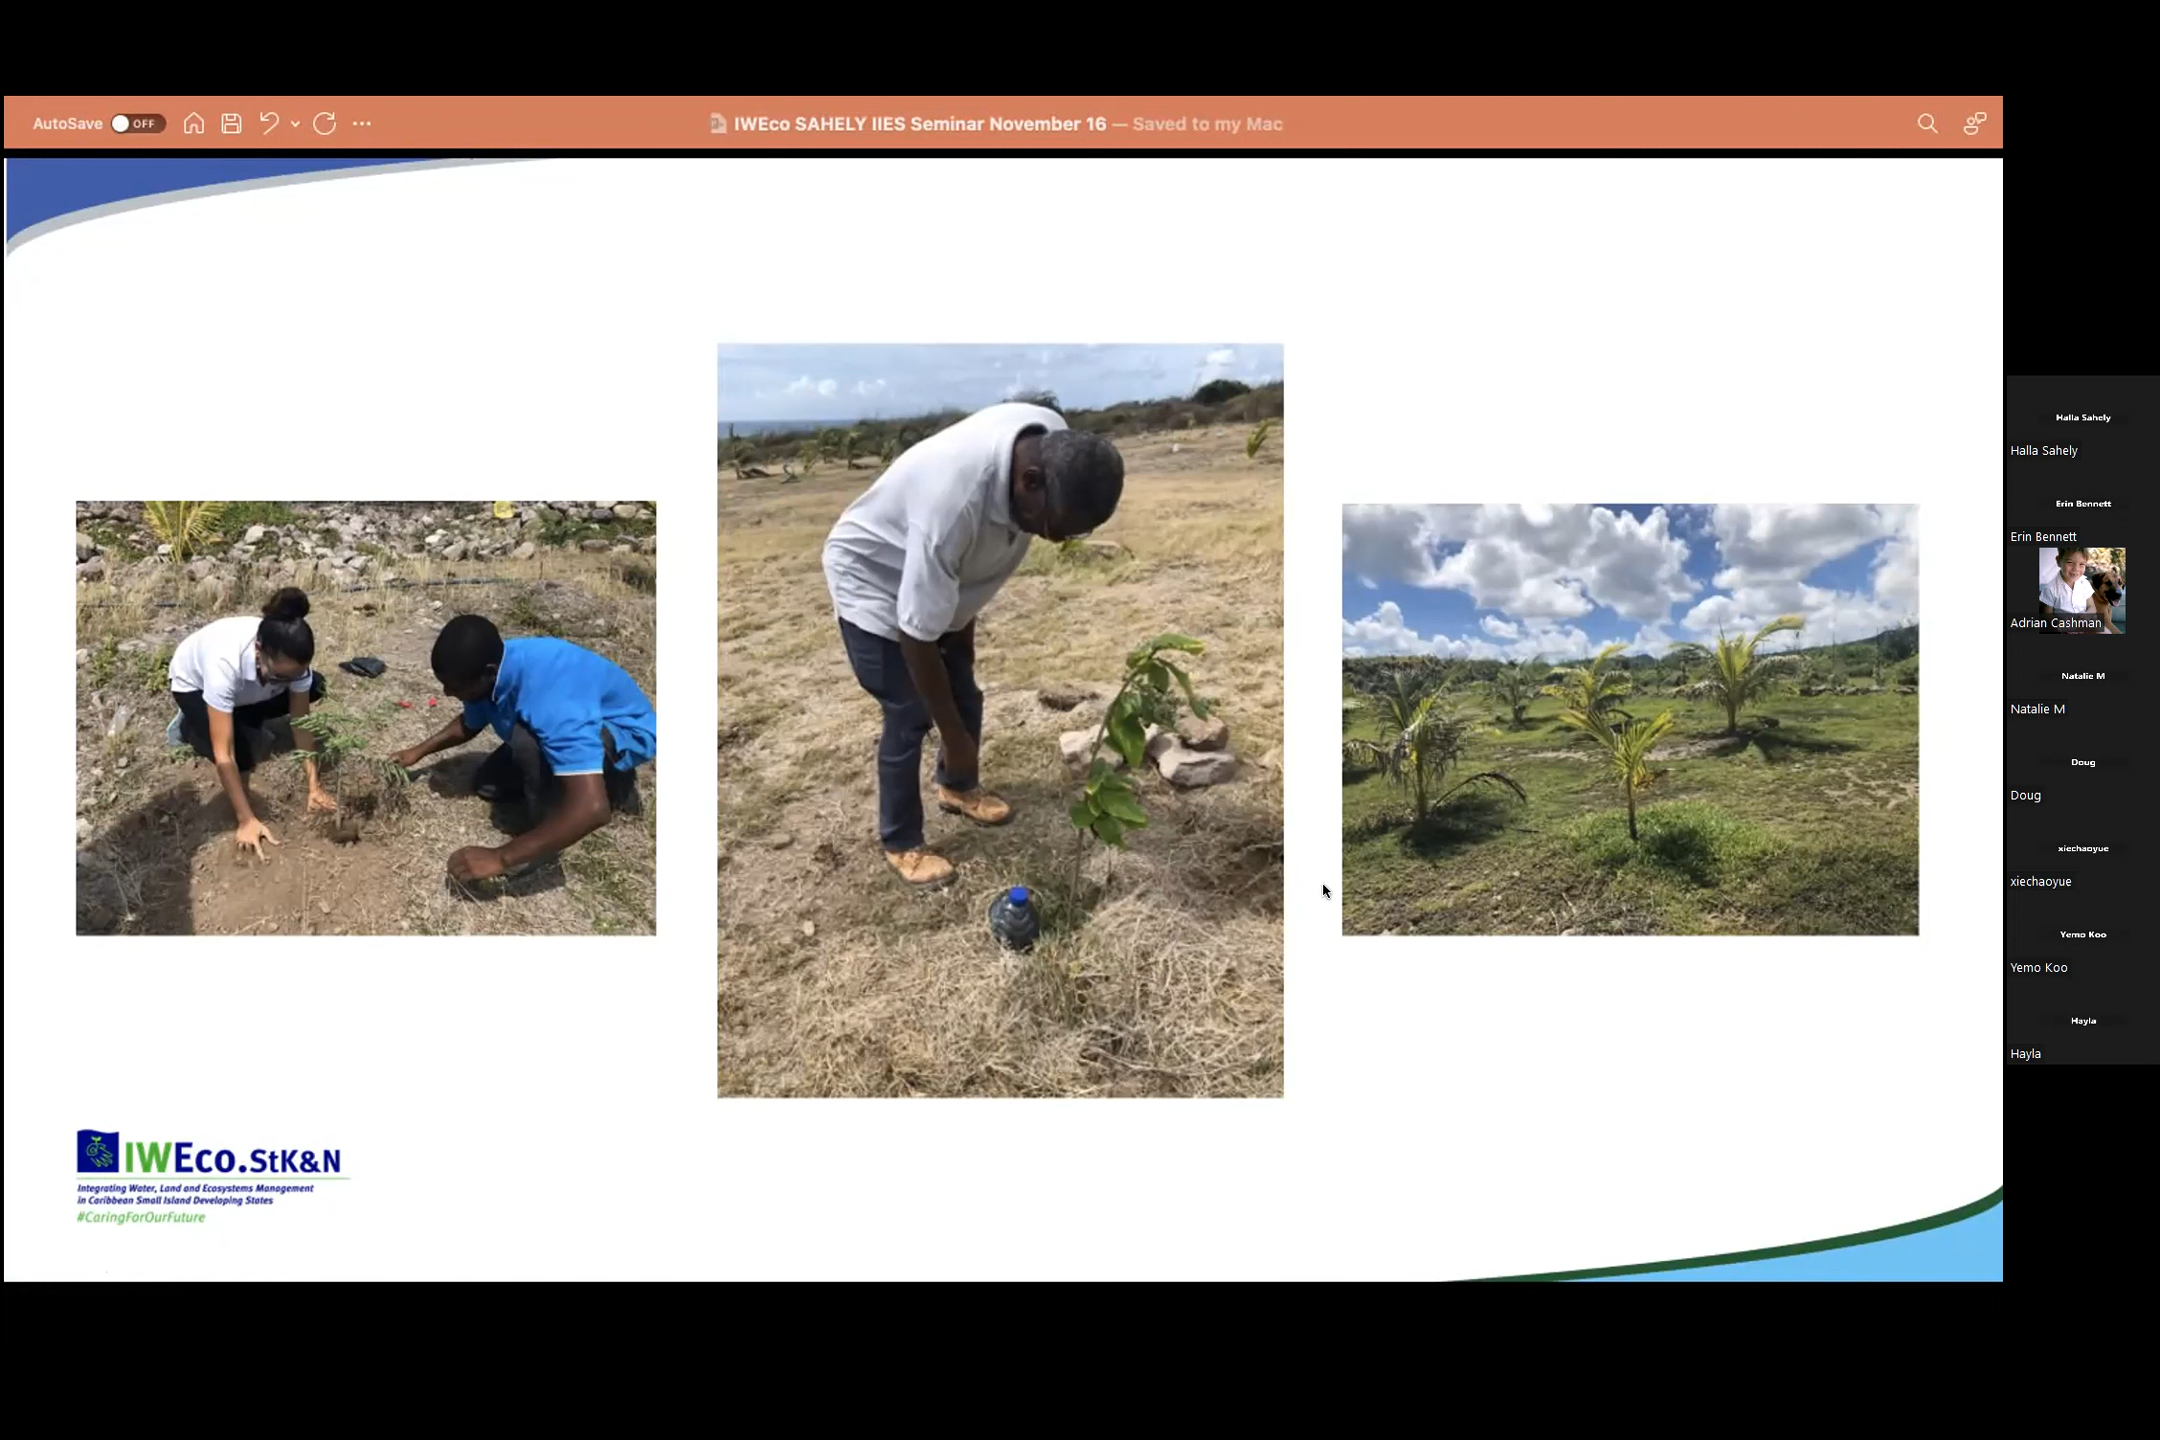 AutoSave OFF
IWEco SAHELY IIES Seminar November 16 — Saved to my Mac
IWEco.StK&N
Integrating Water, Land and Ecosystems Management
in Caribbean Small Island Developing States
#CaringForOurFuture
Halla Sahely
Halla Sahely
Erin Bennett
Erin Bennett
Adrian Cashman
Natalie M
Natalie M
Doug
Doug
xiechaoyue
xiechaoyue
Yemo Koo
Yemo Koo
Hayla
Hayla